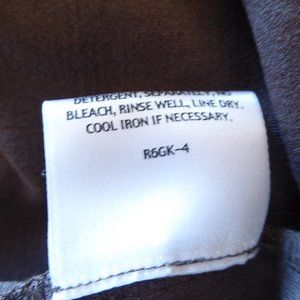 DETERGENT, SEPARATELY, NO
BLEACH, RINSE WELL, LINE DRY.
COOL IRON IF NECESSARY.
R6GK-4